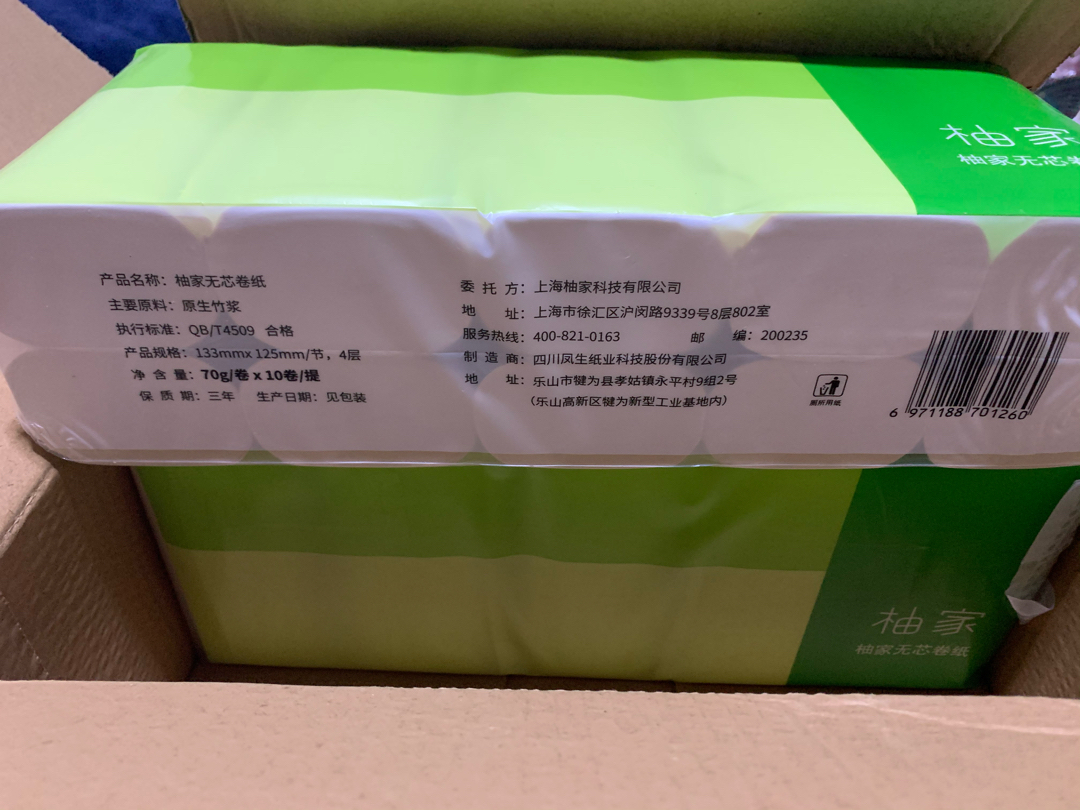 柚家
柚家无芯卷
产品名称：柚家无芯卷纸
主要原料：原生竹浆
执行标准：QB/T4509 合格
产品规格：133mmx 125mm/节，4层
净 含 量：70g/卷 x 10卷/提
保 质 期：三年 生产日期：见包装
委 托 方：上海柚家科技有限公司
地 址：上海市徐汇区沪闵路9339号8层802室
服务热线：400-821-0163 邮 编：200235
制 造 商：四川凤生纸业科技股份有限公司
地 址：乐山市犍为县孝姑镇永平村9组2号
（乐山高新区犍为新型工业基地内）
厕所用纸
6 971188 701260
柚家
柚家无芯卷纸